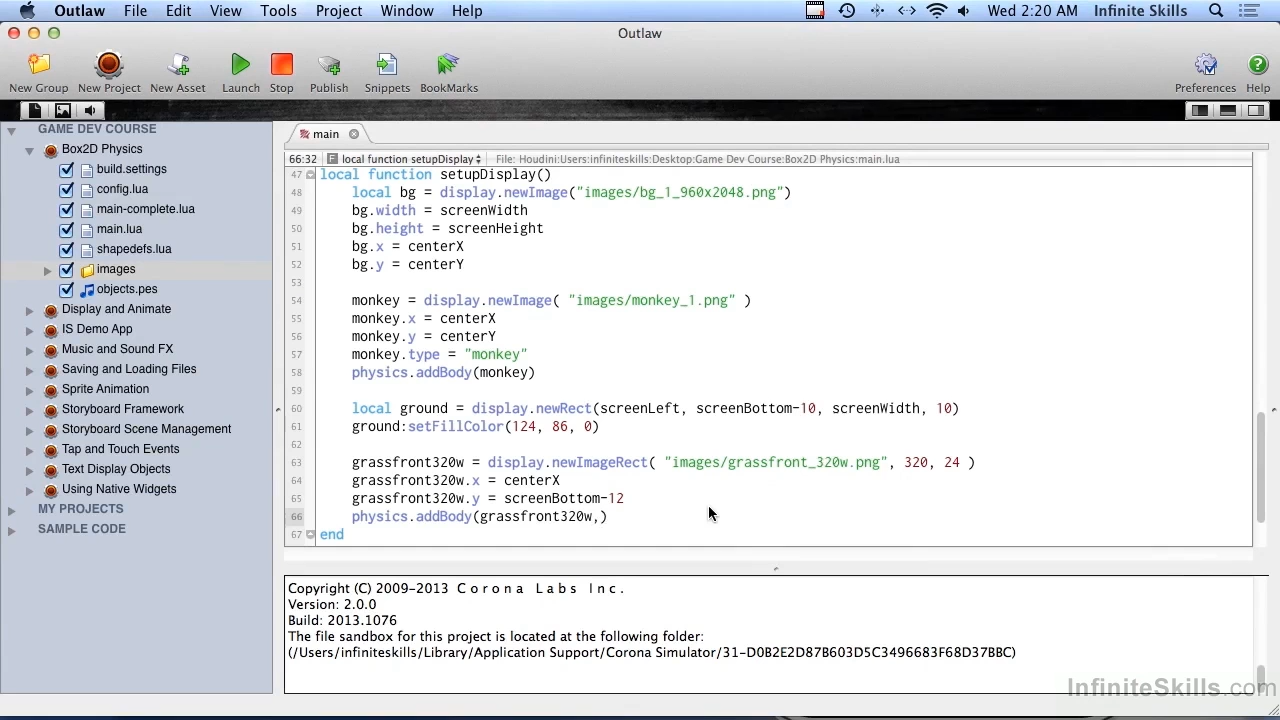 Outlaw File Edit View Tools Project Window Help Wed 2:20 AM Infinite Skills
Outlaw
New Group New Project New Asset Launch Stop Publish Snippets BookMarks Preferences Help
GAME DEV COURSE
Box2D Physics
build.settings
config.lua
main-complete.lua
main.lua
shapedefs.lua
images
objects.pes
Display and Animate
IS Demo App
Music and Sound FX
Saving and Loading Files
Sprite Animation
Storyboard Framework
Storyboard Scene Management
Tap and Touch Events
Text Display Objects
Using Native Widgets
MY PROJECTS
SAMPLE CODE
main
66:32 F local function setupDisplay File: Houdini:Users:infiniteskills:Desktop:Game Dev Course:Box2D Physics:main.lua
47 local function setupDisplay()
48 local bg = display.newImage("images/bg_1_960x2048.png")
49 bg.width = screenWidth
50 bg.height = screenHeight
51 bg.x = centerX
52 bg.y = centerY
53
54 monkey = display.newImage( "images/monkey_1.png" )
55 monkey.x = centerX
56 monkey.y = centerY
57 monkey.type = "monkey"
58 physics.addBody(monkey)
59
60 local ground = display.newRect(screenLeft, screenBottom-10, screenWidth, 10)
61 ground:setFillColor(124, 86, 0)
62
63 grassfront320w = display.newImageRect( "images/grassfront_320w.png", 320, 24 )
64 grassfront320w.x = centerX
65 grassfront320w.y = screenBottom-12
66 physics.addBody(grassfront320w,)
67 end
Copyright (C) 2009-2013 C o r o n a L a b s I n c .
Version: 2.0.0
Build: 2013.1076
The file sandbox for this project is located at the following folder:
(/Users/infiniteskills/Library/Application Support/Corona Simulator/31-D0B2E2D87B603D5C3496683F68D37BBC)
InfiniteSkills.com